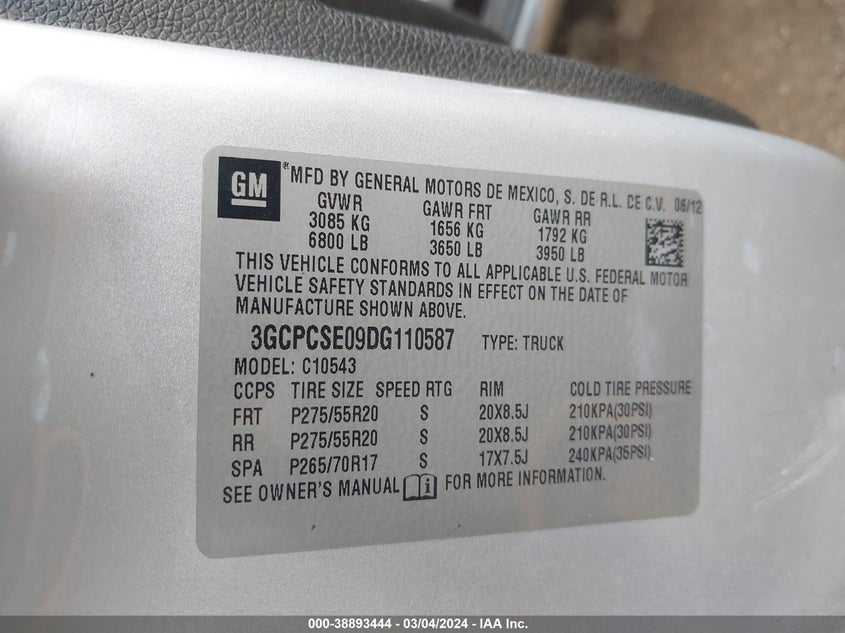 GM ® MFD BY GENERAL MOTORS DE MEXICO, S. DE R.L. DE C.V. 06/12
GVWR GAWR FRT GAWR RR
3085 KG 1656 KG 1792 KG
6800 LB 3650 LB 3950 LB
THIS VEHICLE CONFORMS TO ALL APPLICABLE U.S. FEDERAL MOTOR
VEHICLE SAFETY STANDARDS IN EFFECT ON THE DATE OF
MANUFACTURE SHOWN ABOVE.
3GCPCSE09DG110587 TYPE: TRUCK
MODEL: C10543
CCPS TIRE SIZE SPEED RTG RIM COLD TIRE PRESSURE
FRT P275/55R20 S 20X8.5J 210KPA(30PSI)
RR P275/55R20 S 20X8.5J 210KPA(30PSI)
SPA P265/70R17 S 17X7.5J 240KPA(35PSI)
SEE OWNER'S MANUAL i FOR MORE INFORMATION.
000-38893444 - 03/04/2024 - IAA Inc.